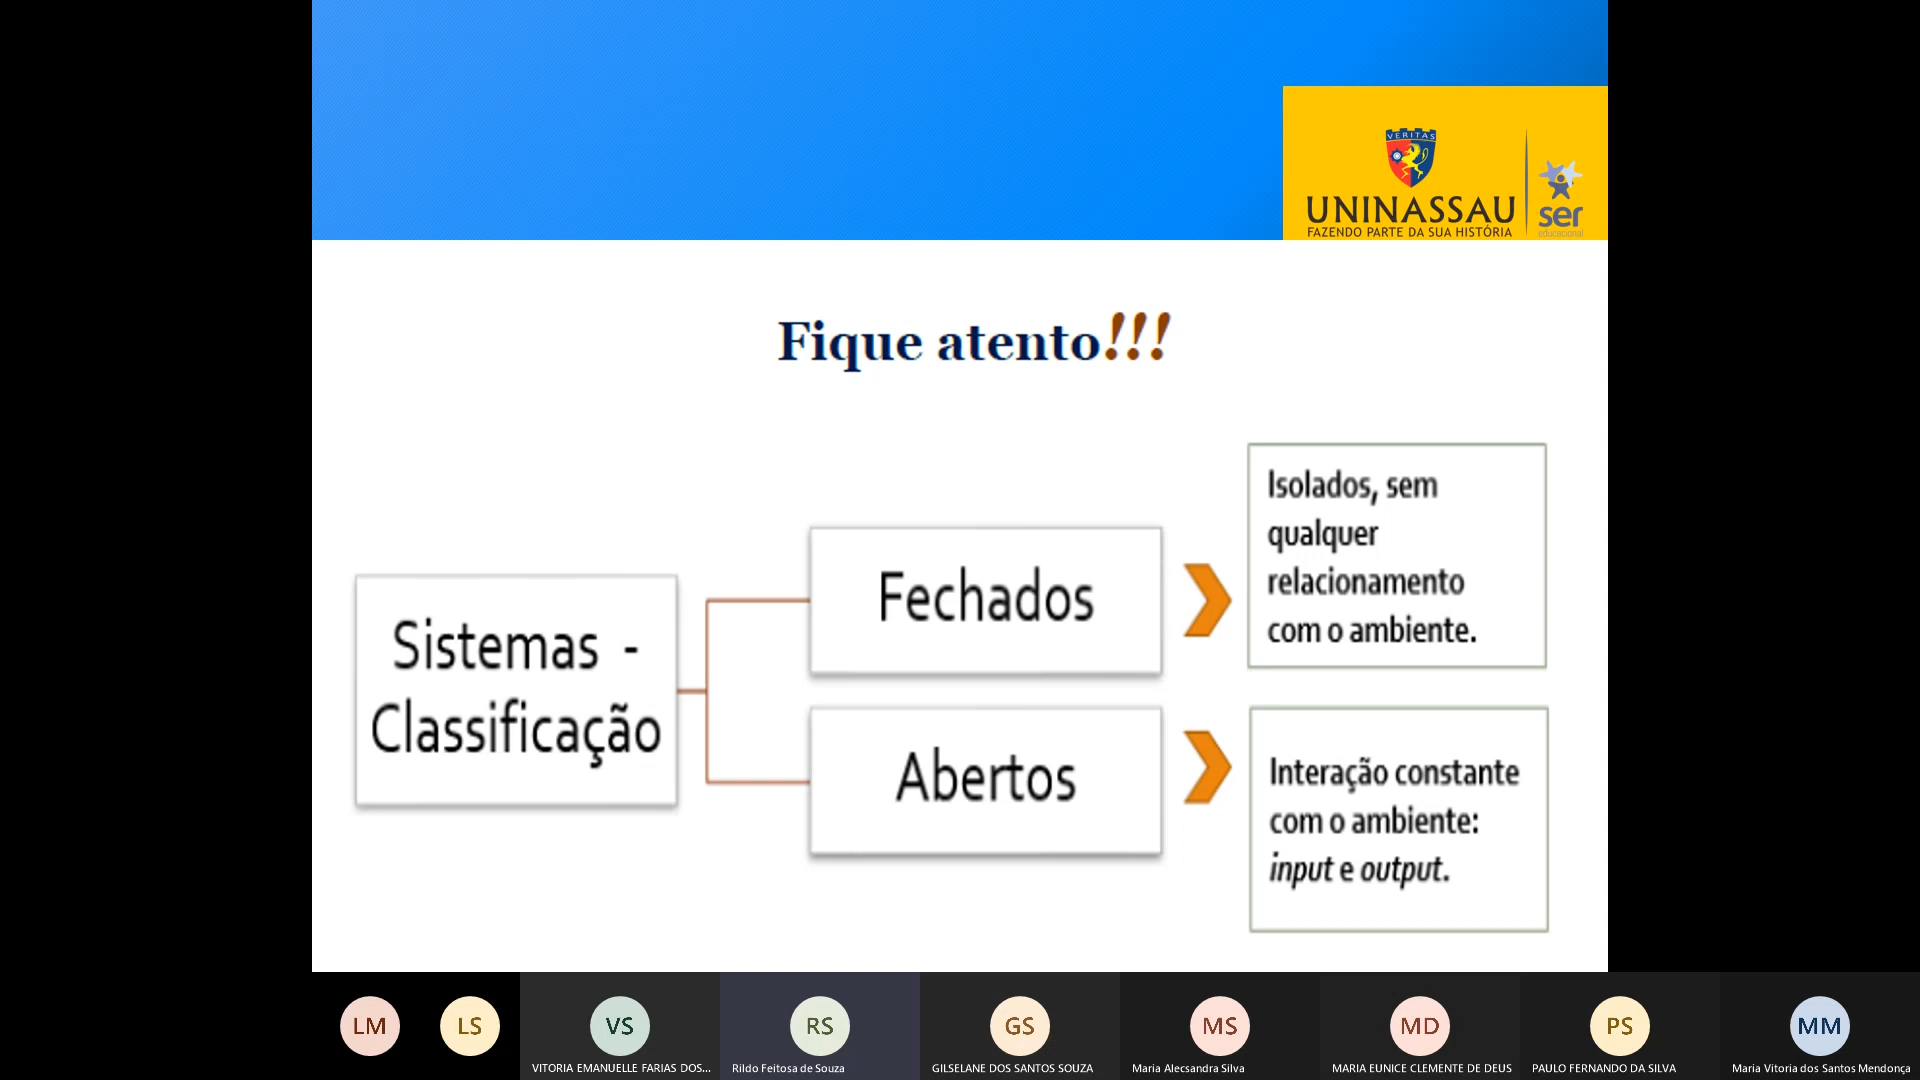 VERITAS
UNINASSAU
FAZENDO PARTE DA SUA HISTÓRIA
ser
educacional
Fique atento!!!
Sistemas -
Classificação
Fechados
Isolados, sem
qualquer
relacionamento
com o ambiente.
Abertos
Interação constante
com o ambiente:
input e output.
LM
LS
VS
VITORIA EMANUELLE FARIAS DOS...
RS
Rildo Feitosa de Souza
GS
GILSELANE DOS SANTOS SOUZA
MS
Maria Alecsandra Silva
MD
MARIA EUNICE CLEMENTE DE DEUS
PS
PAULO FERNANDO DA SILVA
MM
Maria Vitoria dos Santos Mendonça